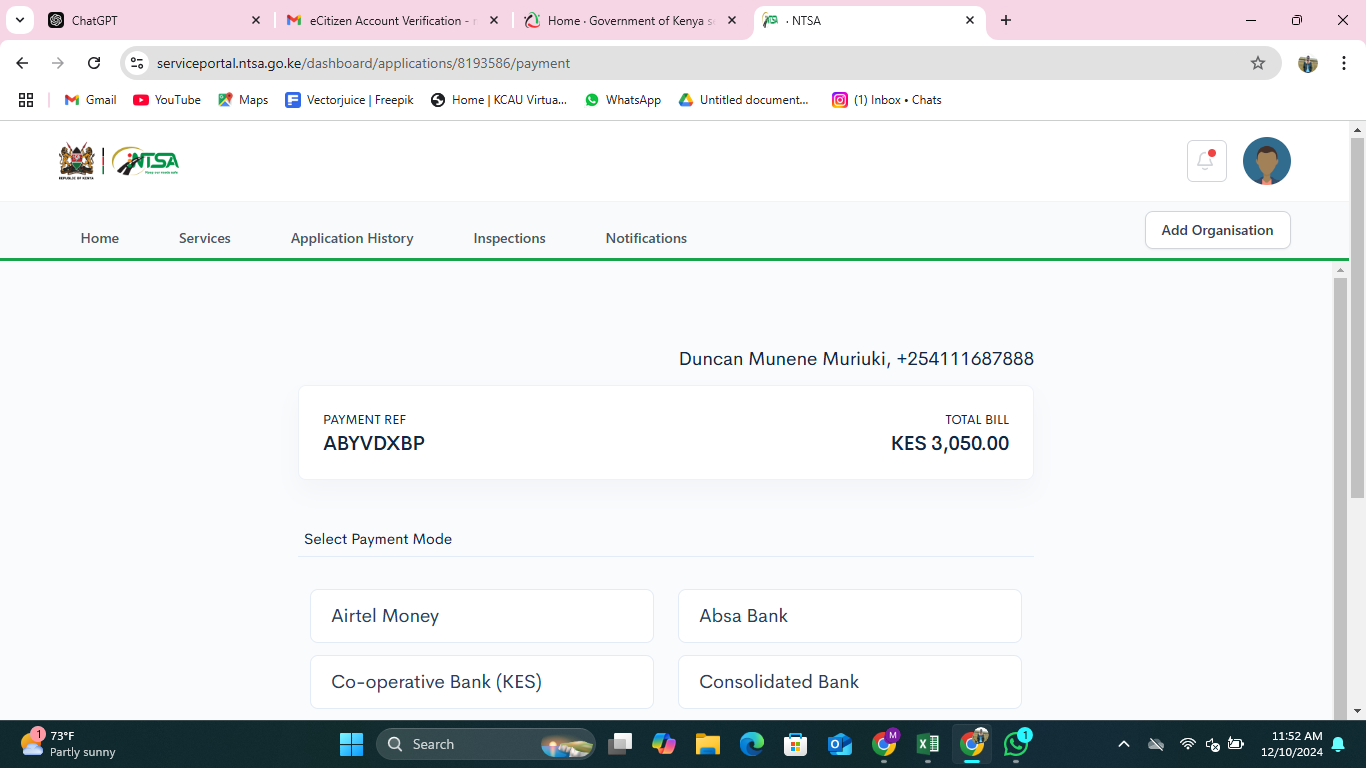 ChatGPT
eCitizen Account Verification -
Home · Government of Kenya
· NTSA
serviceportal.ntsa.go.ke/dashboard/applications/8193586/payment
Gmail
YouTube
Maps
Vectorjuice | Freepik
Home | KCAU Virtua...
WhatsApp
Untitled document...
(1) Inbox • Chats
REPUBLIC OF KENYA
NTSA
Add Organisation
Home
Services
Application History
Inspections
Notifications
Duncan Munene Muriuki, +254111687888
PAYMENT REF
TOTAL BILL
ABYVDXBP
KES 3,050.00
Select Payment Mode
Airtel Money
Absa Bank
Co-operative Bank (KES)
Consolidated Bank
1
73°F
Partly sunny
Search
M
1
11:52 AM
12/10/2024